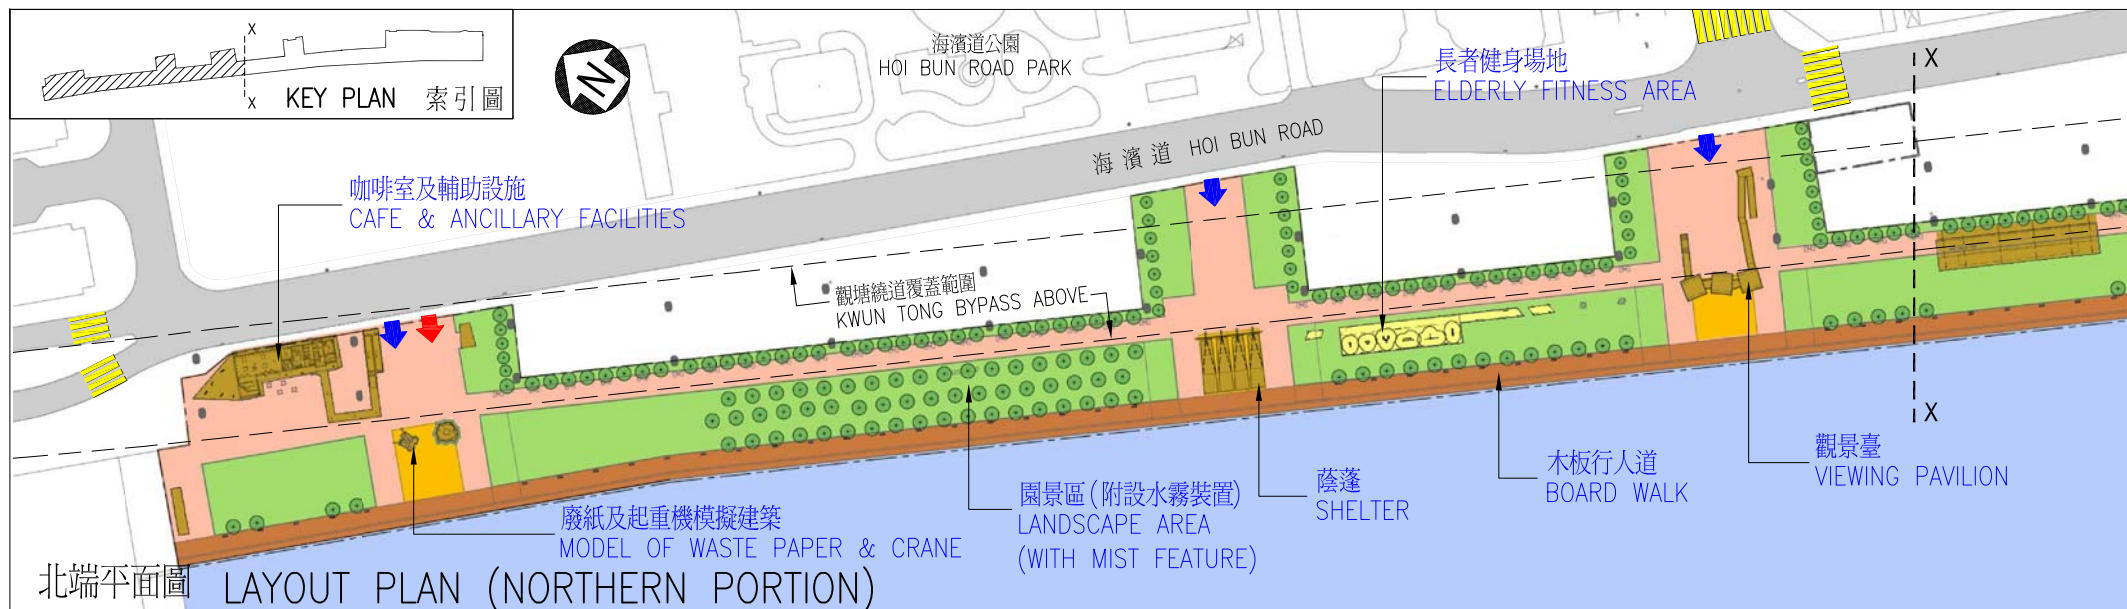 X
X
KEY PLAN 索引圖
N
海濱道公園
HOI BUN ROAD PARK
長者健身場地
ELDERLY FITNESS AREA
X
海濱道 HOI BUN ROAD
咖啡室及輔助設施
CAFE & ANCILLARY FACILITIES
觀塘繞道覆蓋範圍
KWUN TONG BYPASS ABOVE
X
觀景臺
VIEWING PAVILION
木板行人道
BOARD WALK
蔭蓬
SHELTER
園景區(附設水霧裝置)
LANDSCAPE AREA
(WITH MIST FEATURE)
廢紙及起重機模擬建築
MODEL OF WASTE PAPER & CRANE
北端平面圖 LAYOUT PLAN (NORTHERN PORTION)